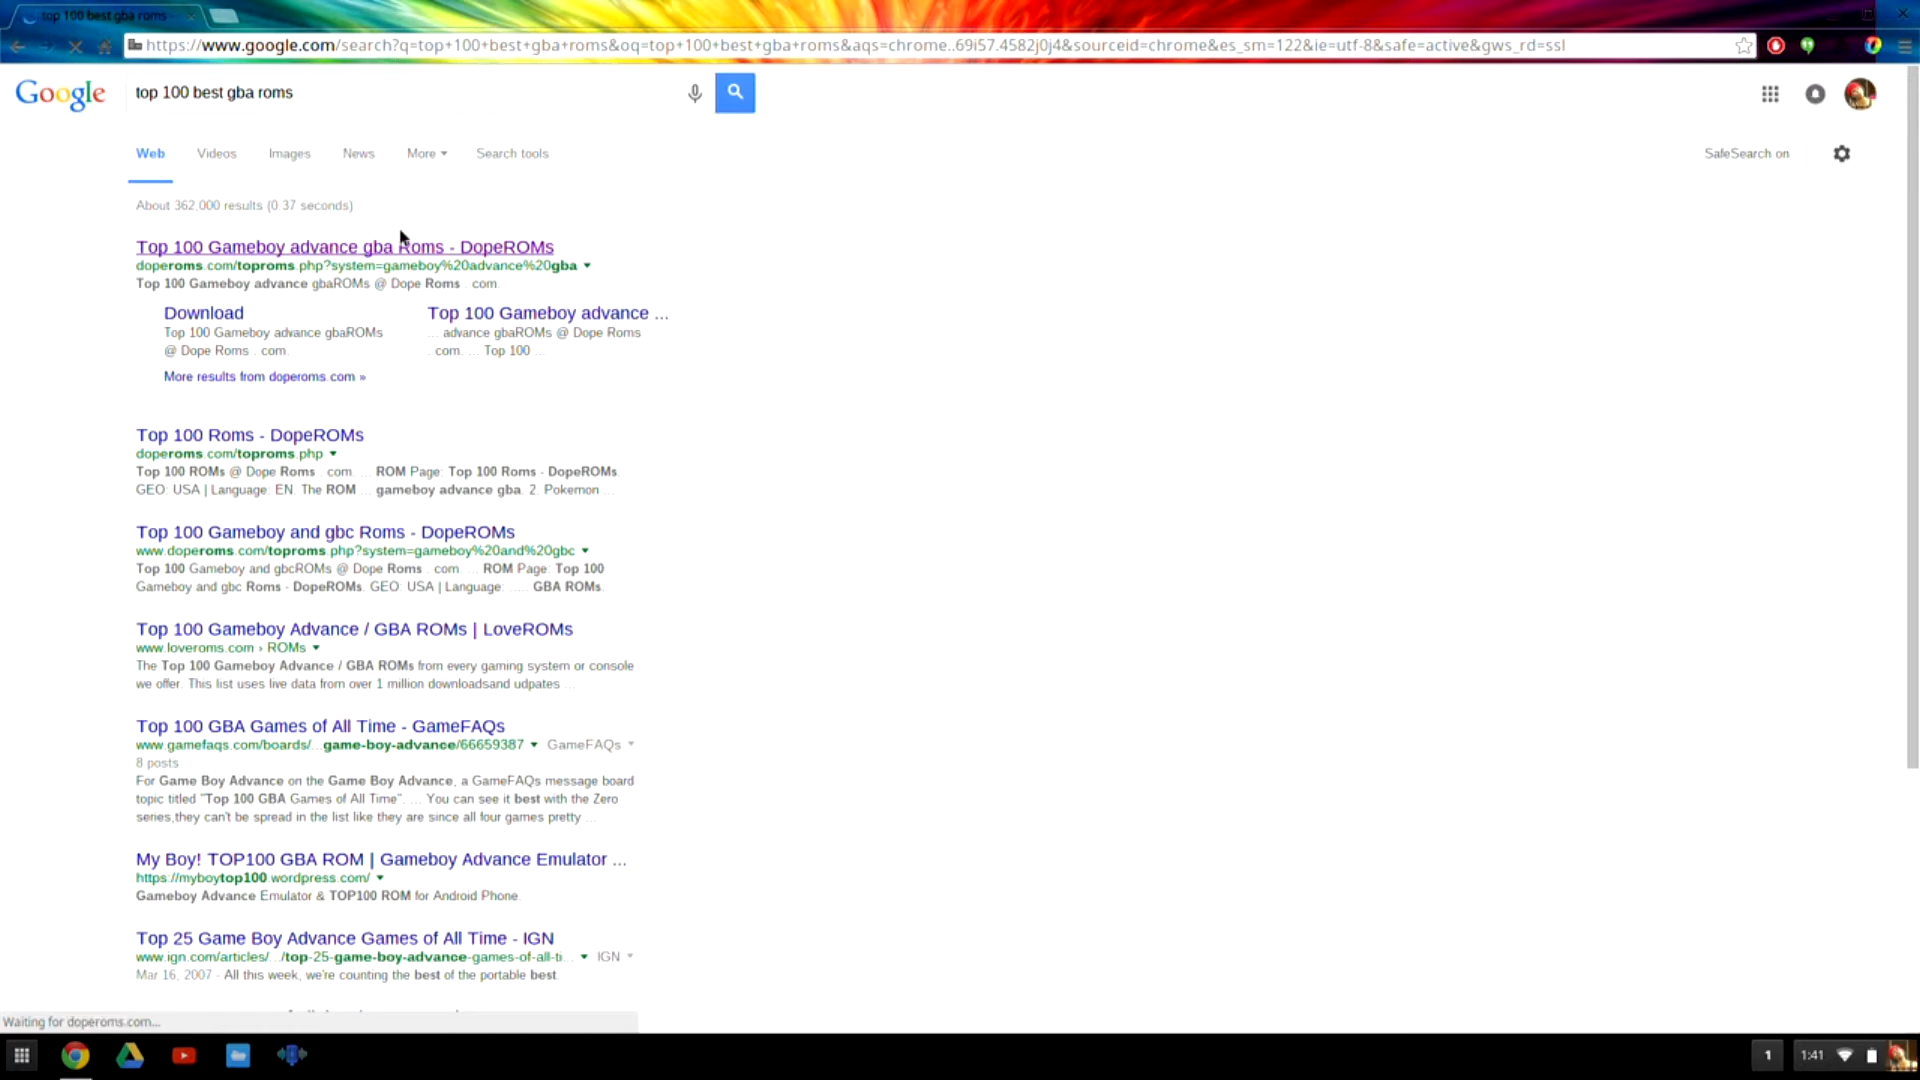 top 100 best gba roms
https://www.google.com/search?q=top+100+best+gba+roms&oq=top+100+best+gba+roms&aqs=chrome..69i57.4582j0j4&sourceid=chrome&es_sm=122&ie=utf-8&safe=active&gws_rd=ssl
Google top 100 best gba roms
Web Videos Images News More Search tools SafeSearch on
About 362,000 results (0 37 seconds)
Top 100 Gameboy advance gba Roms - DopeROMs
doperoms.com/toproms.php?system=gameboy%20advance%20gba
Top 100 Gameboy advance gbaROMs @ Dope Roms . com.
Download Top 100 Gameboy advance ...
Top 100 Gameboy advance gbaROMs ... advance gbaROMs @ Dope Roms
@ Dope Roms . com. . com. ... Top 100 ...
More results from doperoms.com »
Top 100 Roms - DopeROMs
doperoms.com/toproms.php
Top 100 ROMs @ Dope Roms . com. ... ROM Page: Top 100 Roms - DopeROMs.
GEO: USA | Language: EN. The ROM ... gameboy advance gba. 2. Pokemon ...
Top 100 Gameboy and gbc Roms - DopeROMs
www.doperoms.com/toproms.php?system=gameboy%20and%20gbc
Top 100 Gameboy and gbcROMs @ Dope Roms . com. ... ROM Page: Top 100
Gameboy and gbc Roms - DopeROMs. GEO: USA | Language: ..... GBA ROMs.
Top 100 Gameboy Advance / GBA ROMs | LoveROMs
www.loveroms.com › ROMs
The Top 100 Gameboy Advance / GBA ROMs from every gaming system or console
we offer. This list uses live data from over 1 million downloadsand udpates ...
Top 100 GBA Games of All Time - GameFAQs
www.gamefaqs.com/boards/...game-boy-advance/66659387 GameFAQs
8 posts
For Game Boy Advance on the Game Boy Advance, a GameFAQs message board
topic titled "Top 100 GBA Games of All Time". ... You can see it best with the Zero
series,they can't be spread in the list like they are since all four games pretty ...
My Boy! TOP100 GBA ROM | Gameboy Advance Emulator ...
https://myboytop100.wordpress.com/
Gameboy Advance Emulator & TOP100 ROM for Android Phone.
Top 25 Game Boy Advance Games of All Time - IGN
www.ign.com/articles/.../top-25-game-boy-advance-games-of-all-ti... IGN
Mar 16, 2007 - All this week, we're counting the best of the portable best.
Waiting for doperoms.com...
1 1:41